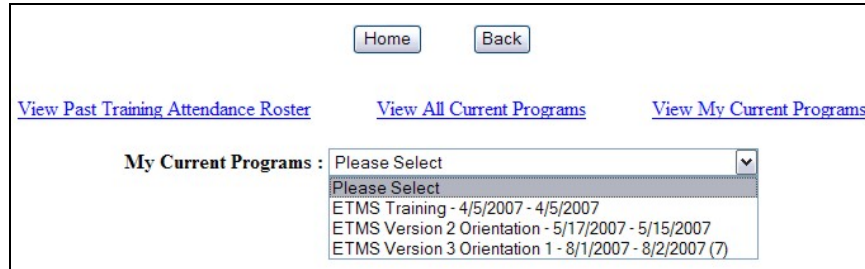 Home Back
View Past Training Attendance Roster View All Current Programs View My Current Programs
My Current Programs : Please Select
Please Select
ETMS Training - 4/5/2007 - 4/5/2007
ETMS Version 2 Orientation - 5/17/2007 - 5/15/2007
ETMS Version 3 Orientation 1 - 8/1/2007 - 8/2/2007 (7)